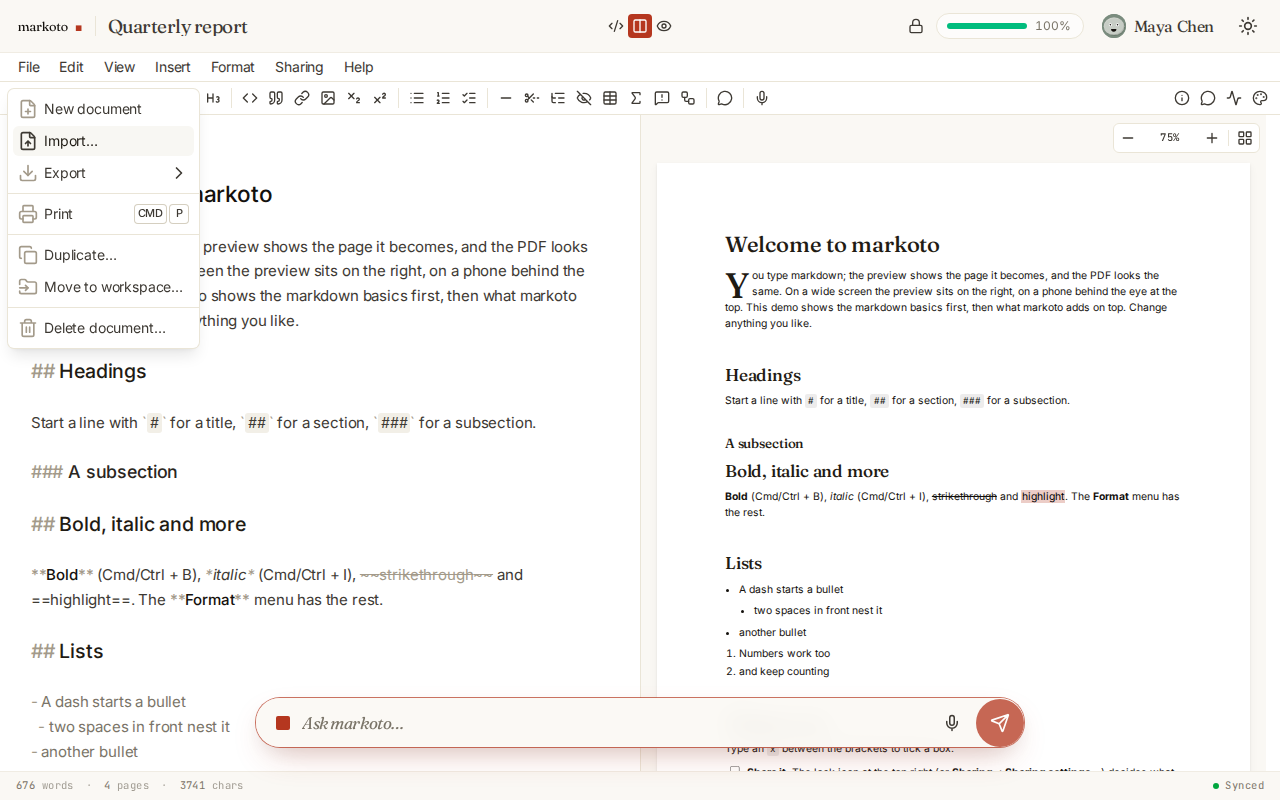 markoto
Quarterly report
100%
Maya Chen
File Edit View Insert Format Sharing Help
H3
New document
Import...
Export
Print CMD P
Duplicate...
Move to workspace...
Delete document...
75%
arkoto
preview shows the page it becomes, and the PDF looks
een the preview sits on the right, on a phone behind the
o shows the markdown basics first, then what markoto
ything you like.
## Headings
Start a line with `#` for a title, `##` for a section, `###` for a subsection.
### A subsection
## Bold, italic and more
**Bold** (Cmd/Ctrl + B), *italic* (Cmd/Ctrl + I), ~~strikethrough~~ and
==highlight==. The **Format** menu has the rest.
## Lists
- A dash starts a bullet
- two spaces in front nest it
- another bullet
Welcome to markoto
You type markdown; the preview shows the page it becomes, and the PDF looks the
same. On a wide screen the preview sits on the right, on a phone behind the eye at the
top. This demo shows the markdown basics first, then what markoto adds on top. Change
anything you like.
Headings
Start a line with # for a title, ## for a section, ### for a subsection.
A subsection
Bold, italic and more
Bold (Cmd/Ctrl + B), italic (Cmd/Ctrl + I), strikethrough and highlight. The Format menu has
the rest.
Lists
• A dash starts a bullet
• two spaces in front nest it
• another bullet
1. Numbers work too
2. and keep counting
Type an x between the brackets to tick a box.
Ask markoto...
676 words · 4 pages · 3741 chars
Synced